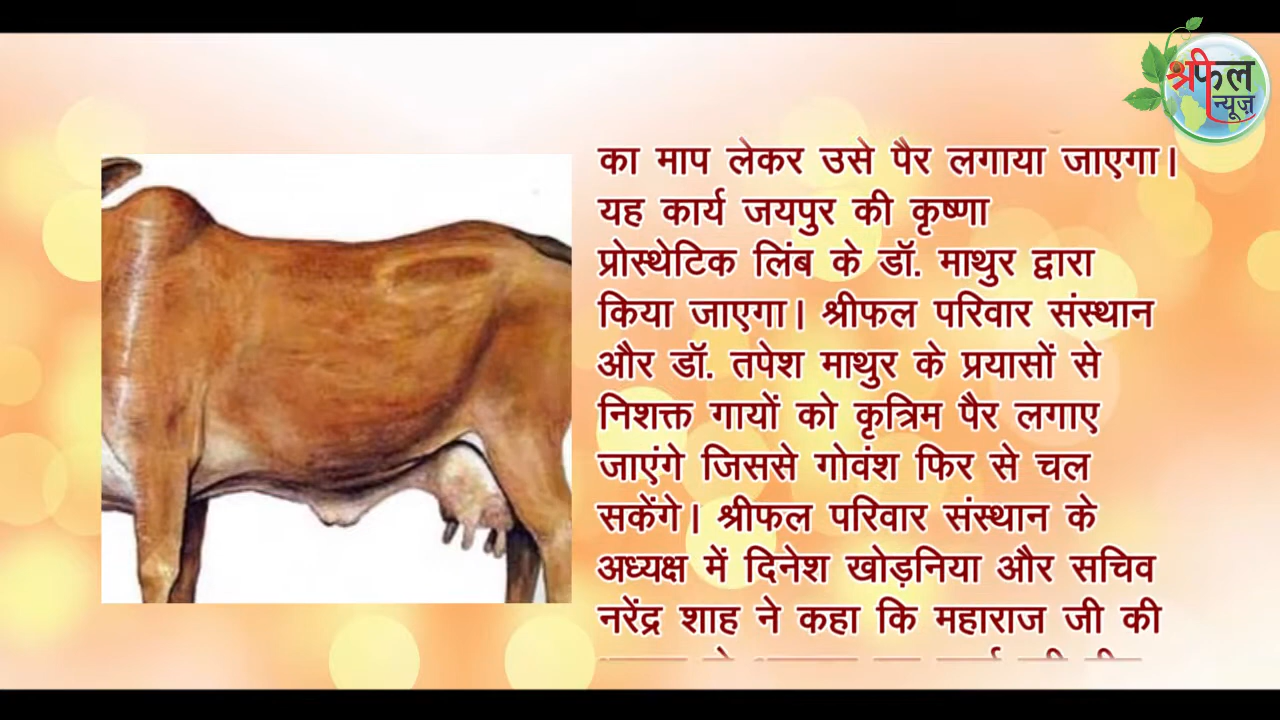 श्रीफल
न्यूज़
का माप लेकर उसे पैर लगाया जाएगा।
यह कार्य जयपुर की कृष्णा
प्रोस्थेटिक लिंब के डॉ. माथुर द्वारा
किया जाएगा। श्रीफल परिवार संस्थान
और डॉ. तपेश माथुर के प्रयासों से
निशक्त गायों को कृत्रिम पैर लगाए
जाएंगे जिससे गोवंश फिर से चल
सकेंगे। श्रीफल परिवार संस्थान के
अध्यक्ष में दिनेश खोड़निया और सचिव
नरेंद्र शाह ने कहा कि महाराज जी की